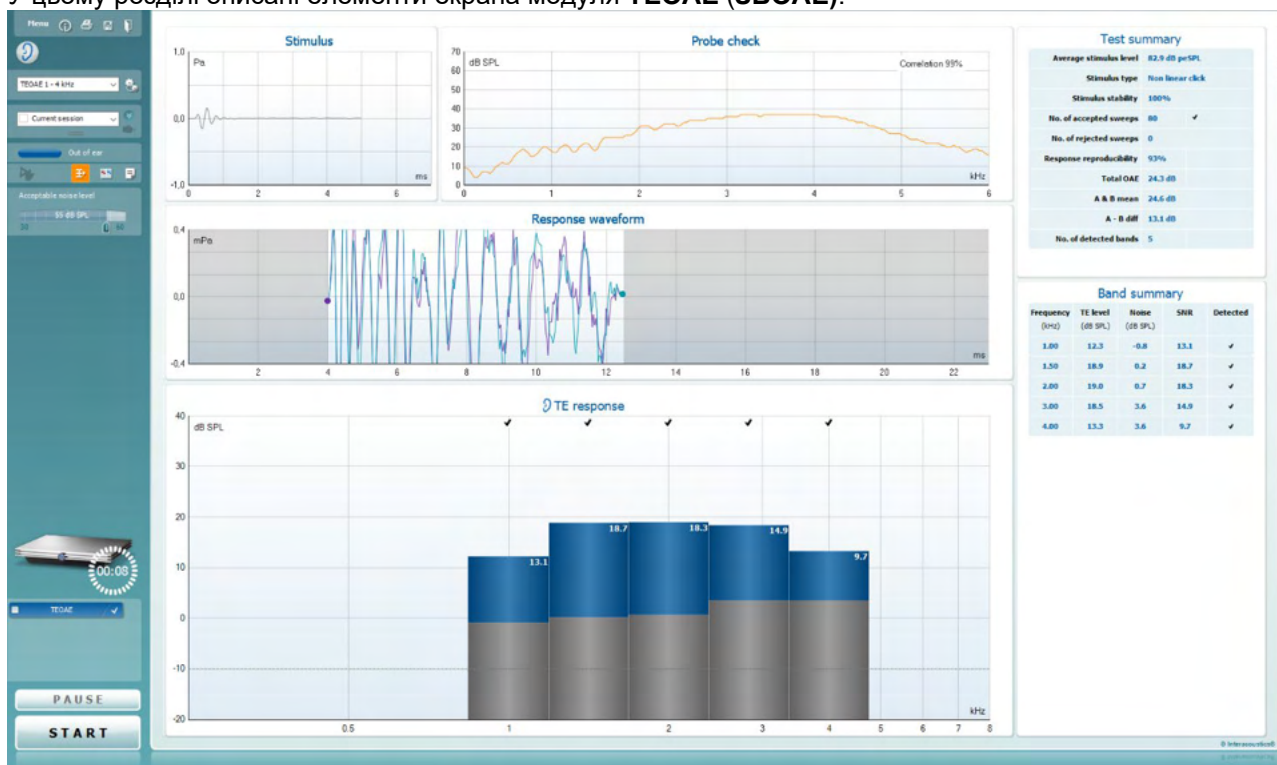 У цьому розділі описані елементи екрана модуля TEOAE (ЗВОАЕ).
Menu
TEOAE 1 - 4 kHz
Current session
Out of ear
Acceptable noise level
55 dB SPL
60
00:08
TEOAE
PAUSE
START
Stimulus
Pa
1,0
0,0
-1,0
0 2 4 6
ms
Probe check
dB SPL
Correlation 99%
70
60
50
40
30
20
10
0
0 1 2 3 4 5 6
kHz
Response waveform
mPa
0,4
0,0
-0,4
2 4 6 8 10 12 14 16 18 20 22
ms
TE response
dB SPL
40
30
20
10
0
-10
-20
13.1 18.7 18.3 14.9 9.7
0.5 1 2 3 4 5 6 7 8
kHz
Test summary
Average stimulus level 82,9 dB peSPL
Stimulus type Non linear click
Stimulus stability 100%
No. of accepted sweeps 80 ✔
No. of rejected sweeps 0
Response reproducibility 93%
Total OAE 24.3 dB
A & B mean 24.6 dB
A - B diff 13.1 dB
No. of detected bands 5
Band summary
Frequency TE level Noise SNR Detected
(kHz) (dB SPL) (dB SPL)
1.00 12.3 -0.8 13.1 ✔
1.50 18.9 0.2 18.7 ✔
2.00 19.0 0.7 18.3 ✔
3.00 18.5 3.6 14.9 ✔
4.00 13.3 3.6 9.7 ✔
© Interacoustics®